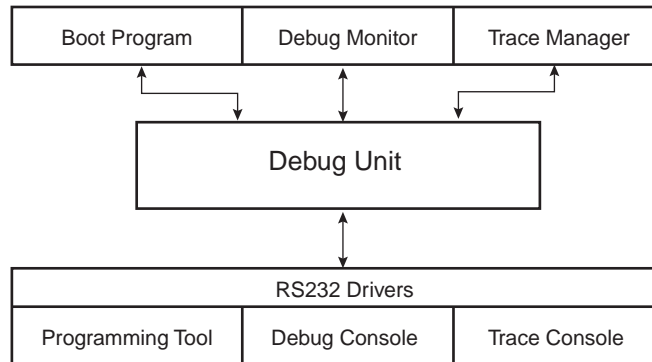 Boot Program
Debug Monitor
Trace Manager
Debug Unit
RS232 Drivers
Programming Tool
Debug Console
Trace Console